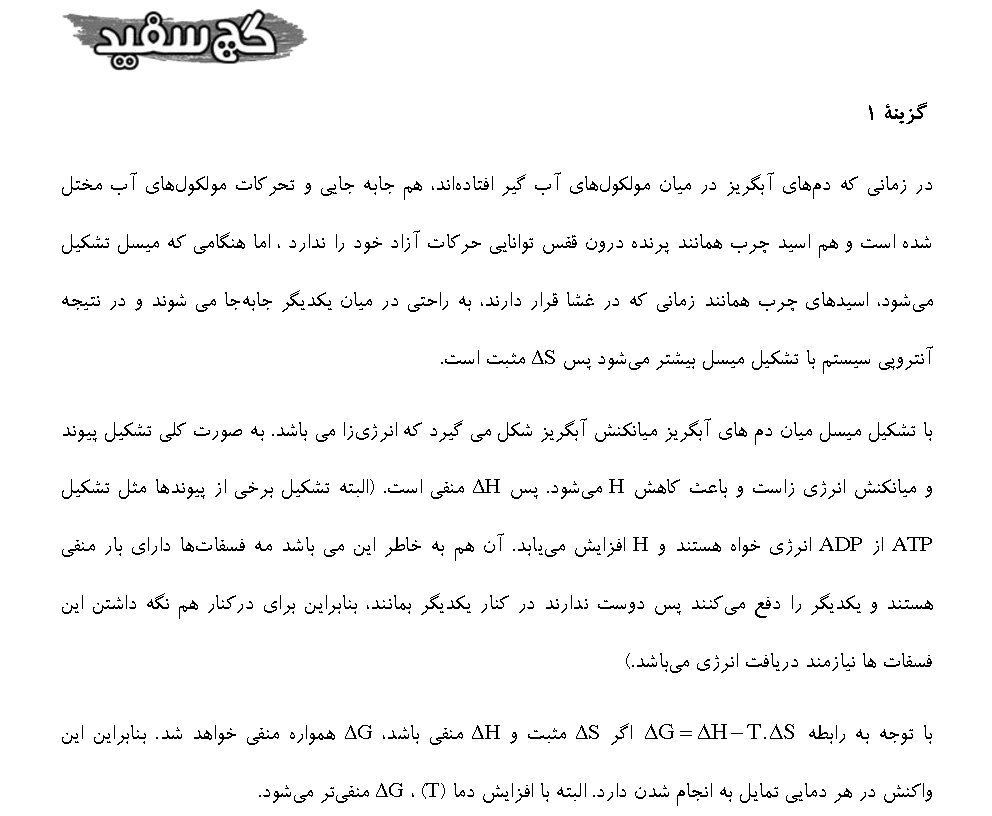 گچ سفید
گزینهٔ ۱
در زمانی که دم‌های آبگریز در میان مولکول‌های آب گیر افتاده‌اند، هم جابه جایی و تحرکات مولکول‌های آب مختل
شده است و هم اسید چرب همانند پرنده درون قفس توانایی حرکات آزاد خود را ندارد ، اما هنگامی که میسل تشکیل
می‌شود، اسیدهای چرب همانند زمانی که در غشا قرار دارند، به راحتی در میان یکدیگر جابه‌جا می شوند و در نتیجه
آنتروپی سیستم با تشکیل میسل بیشتر می‌شود پس ΔS مثبت است.
با تشکیل میسل میان دم های آبگریز میانکنش آبگریز شکل می گیرد که انرژی‌زا می باشد. به صورت کلی تشکیل پیوند
و میانکنش انرژی زاست و باعث کاهش H می‌شود. پس ΔH منفی است. (البته تشکیل برخی از پیوندها مثل تشکیل
ATP از ADP انرژی خواه هستند و H افزایش می‌یابد. آن هم به خاطر این می باشد مه فسفات‌ها دارای بار منفی
هستند و یکدیگر را دفع می‌کنند پس دوست ندارند در کنار یکدیگر بمانند، بنابراین برای درکنار هم نگه داشتن این
فسفات ها نیازمند دریافت انرژی می‌باشد.)
با توجه به رابطه ΔG = ΔH − T.ΔS اگر ΔS مثبت و ΔH منفی باشد، ΔG همواره منفی خواهد شد. بنابراین این
واکنش در هر دمایی تمایل به انجام شدن دارد. البته با افزایش دما (T) ، ΔG منفی‌تر می‌شود.